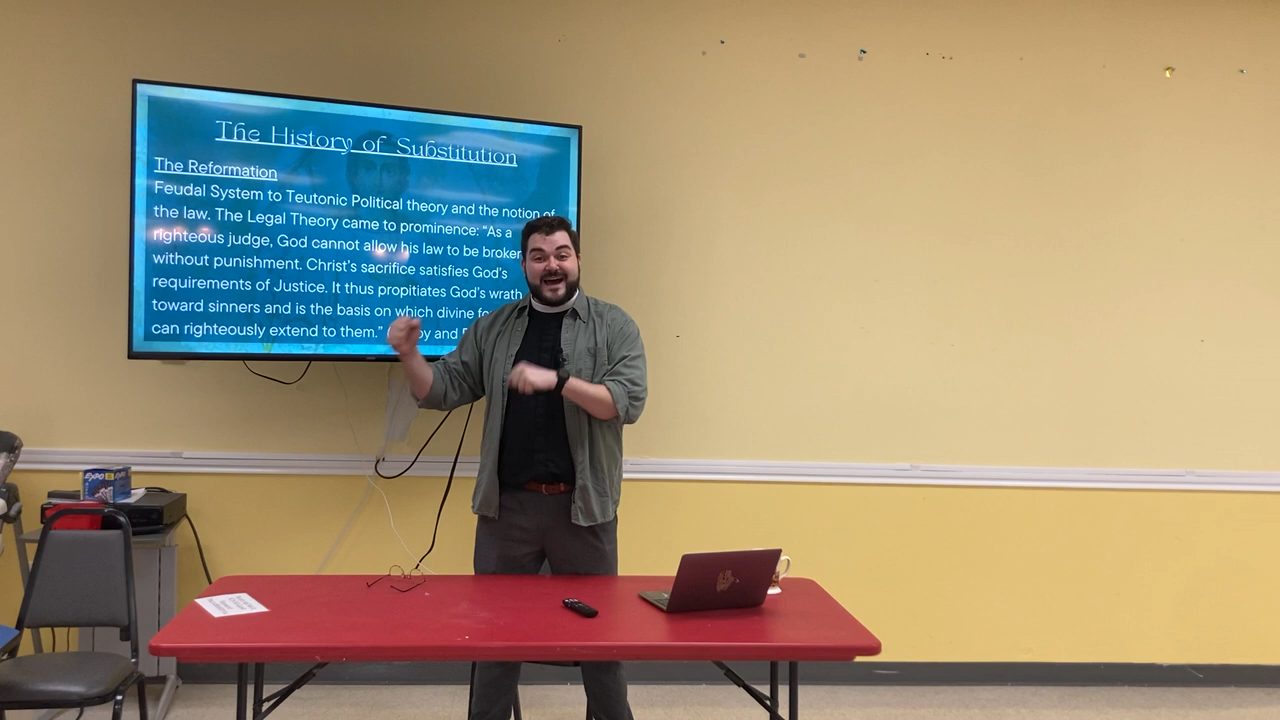 The History of Substitution
The Reformation
Feudal System to Teutonic Political theory and the notion of
the law. The Legal Theory came to prominence: “As a
righteous judge, God cannot allow his law to be broken
without punishment. Christ’s sacrifice satisfies God’s
requirements of Justice. It thus propitiates God’s wrath
toward sinners and is the basis on which divine
can righteously extend to them.” and
EXPO